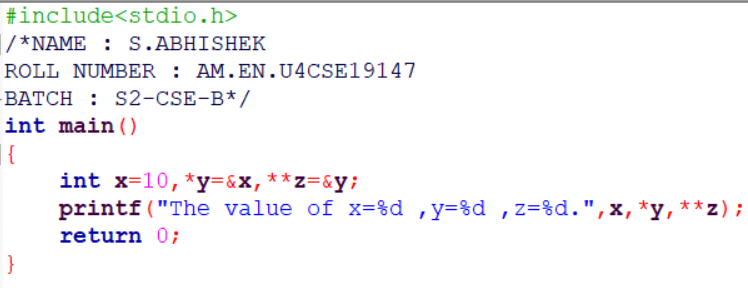 #include<stdio.h>
/*NAME : S.ABHISHEK
ROLL NUMBER : AM.EN.U4CSE19147
BATCH : S2-CSE-B*/
int main()
{
    int x=10,*y=&x,**z=&y;
    printf("The value of x=%d ,y=%d ,z=%d.",x,*y,**z);
    return 0;
}